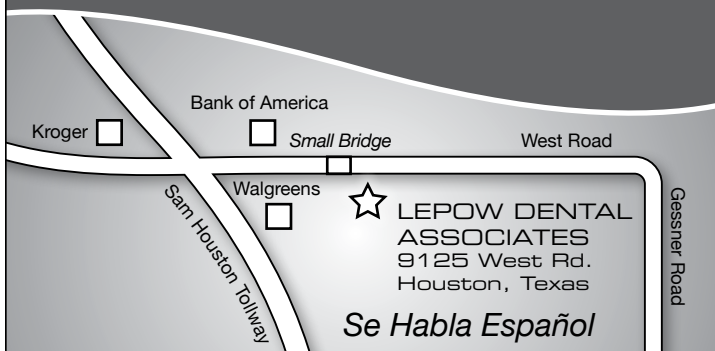 Bank of America
Kroger
Small Bridge
West Road
Walgreens
Sam Houston Tollway
Gessner Road
LEPOW DENTAL
ASSOCIATES
9125 West Rd.
Houston, Texas
Se Habla Español